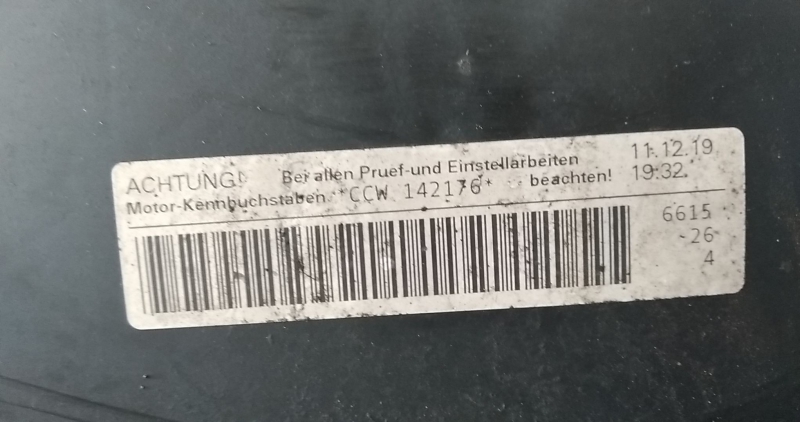 ACHTUNG! Bei allen Pruef-und Einstellarbeiten
Motor-Kennbuchstaben *CCW 142176* beachten!
11.12.19
19:32
6615
-26-
4